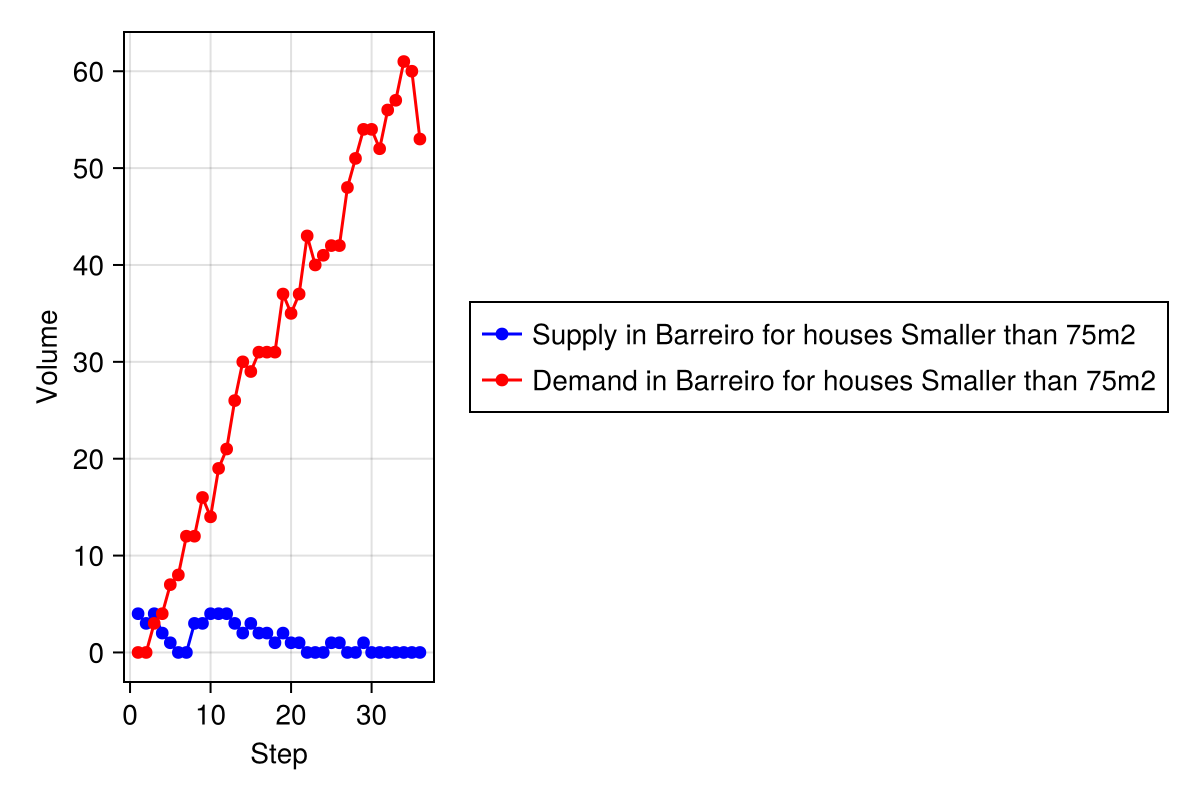 60
50
40
30
20
10
0
Volume
0 10 20 30
Step
Supply in Barreiro for houses Smaller than 75m2
Demand in Barreiro for houses Smaller than 75m2